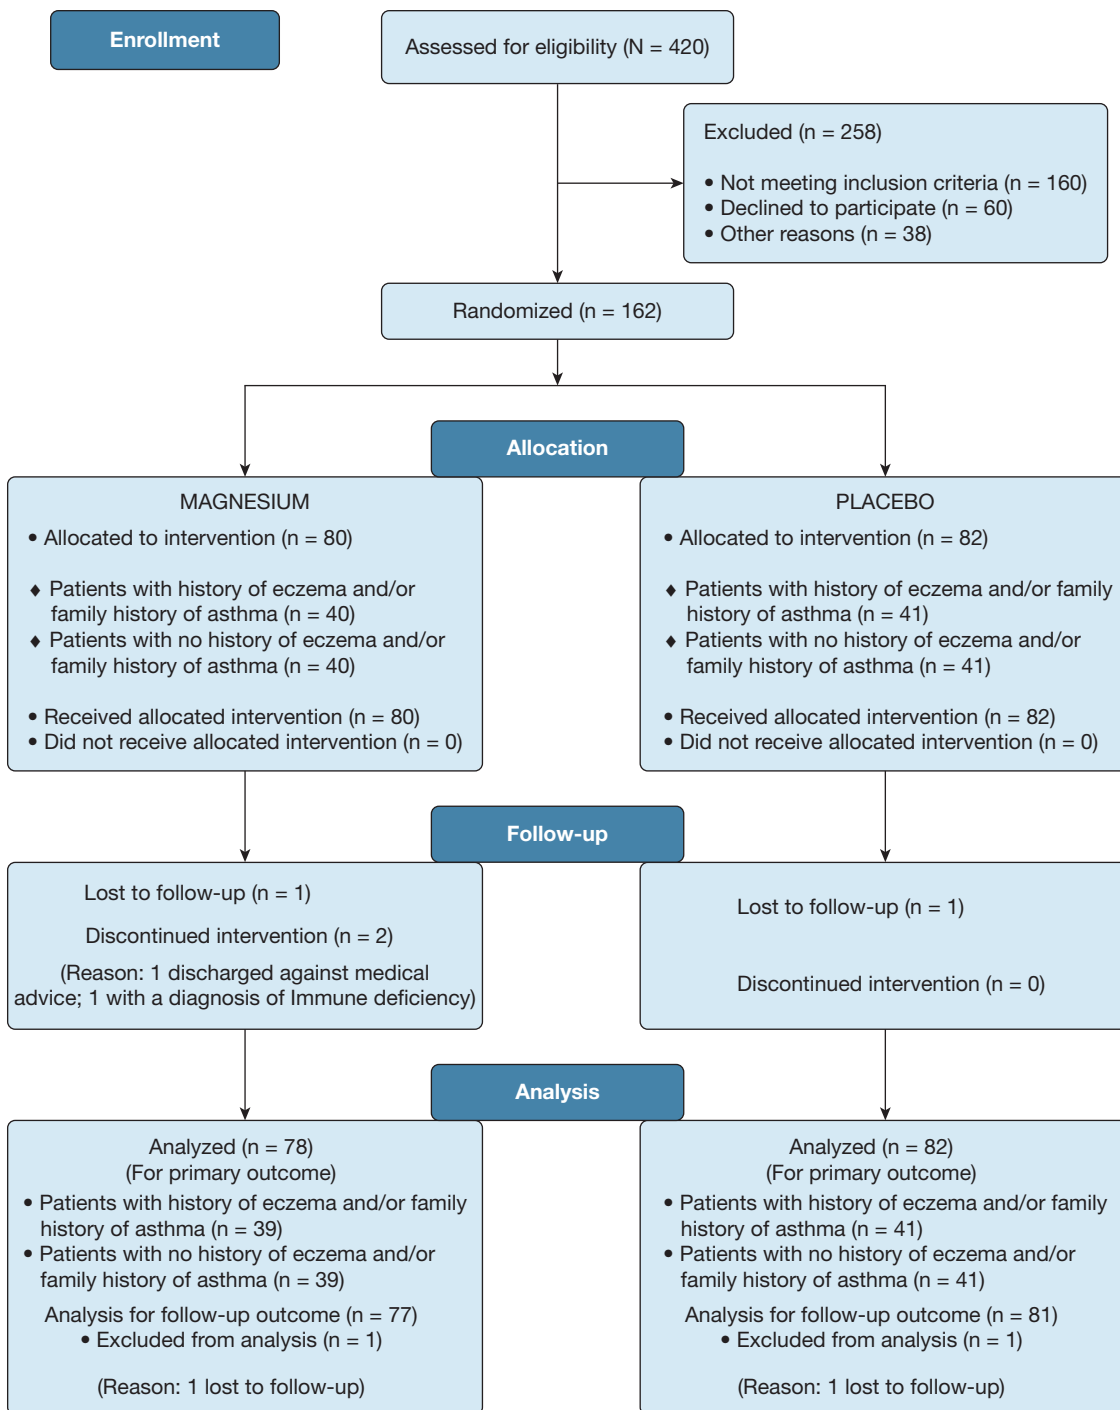 Enrollment
Assessed for eligibility (N = 420)
Excluded (n = 258)
• Not meeting inclusion criteria (n = 160)
• Declined to participate (n = 60)
• Other reasons (n = 38)
Randomized (n = 162)
Allocation
MAGNESIUM
• Allocated to intervention (n = 80)
♦ Patients with history of eczema and/or
family history of asthma (n = 40)
♦ Patients with no history of eczema and/or
family history of asthma (n = 40)
• Received allocated intervention (n = 80)
• Did not receive allocated intervention (n = 0)
PLACEBO
• Allocated to intervention (n = 82)
♦ Patients with history of eczema and/or family
history of asthma (n = 41)
♦ Patients with no history of eczema and/or
family history of asthma (n = 41)
• Received allocated intervention (n = 82)
• Did not receive allocated intervention (n = 0)
Follow-up
Lost to follow-up (n = 1)
Discontinued intervention (n = 2)
(Reason: 1 discharged against medical
advice; 1 with a diagnosis of Immune deficiency)
Lost to follow-up (n = 1)
Discontinued intervention (n = 0)
Analysis
Analyzed (n = 78)
(For primary outcome)
• Patients with history of eczema and/or family
history of asthma (n = 39)
• Patients with no history of eczema and/or
family history of asthma (n = 39)
Analysis for follow-up outcome (n = 77)
• Excluded from analysis (n = 1)
(Reason: 1 lost to follow-up)
Analyzed (n = 82)
(For primary outcome)
• Patients with history of eczema and/or family
history of asthma (n = 41)
• Patients with no history of eczema and/or
family history of asthma (n = 41)
Analysis for follow-up outcome (n = 81)
• Excluded from analysis (n = 1)
(Reason: 1 lost to follow-up)